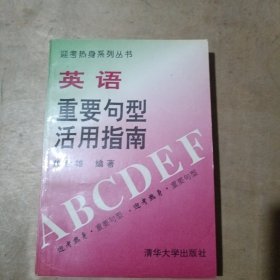 迎考热身系列丛书
英语
重要句型
活用指南
雄 编著
ABCDEF
迎考热身·重要句型·迎考热身·重要句型
清华大学出版社